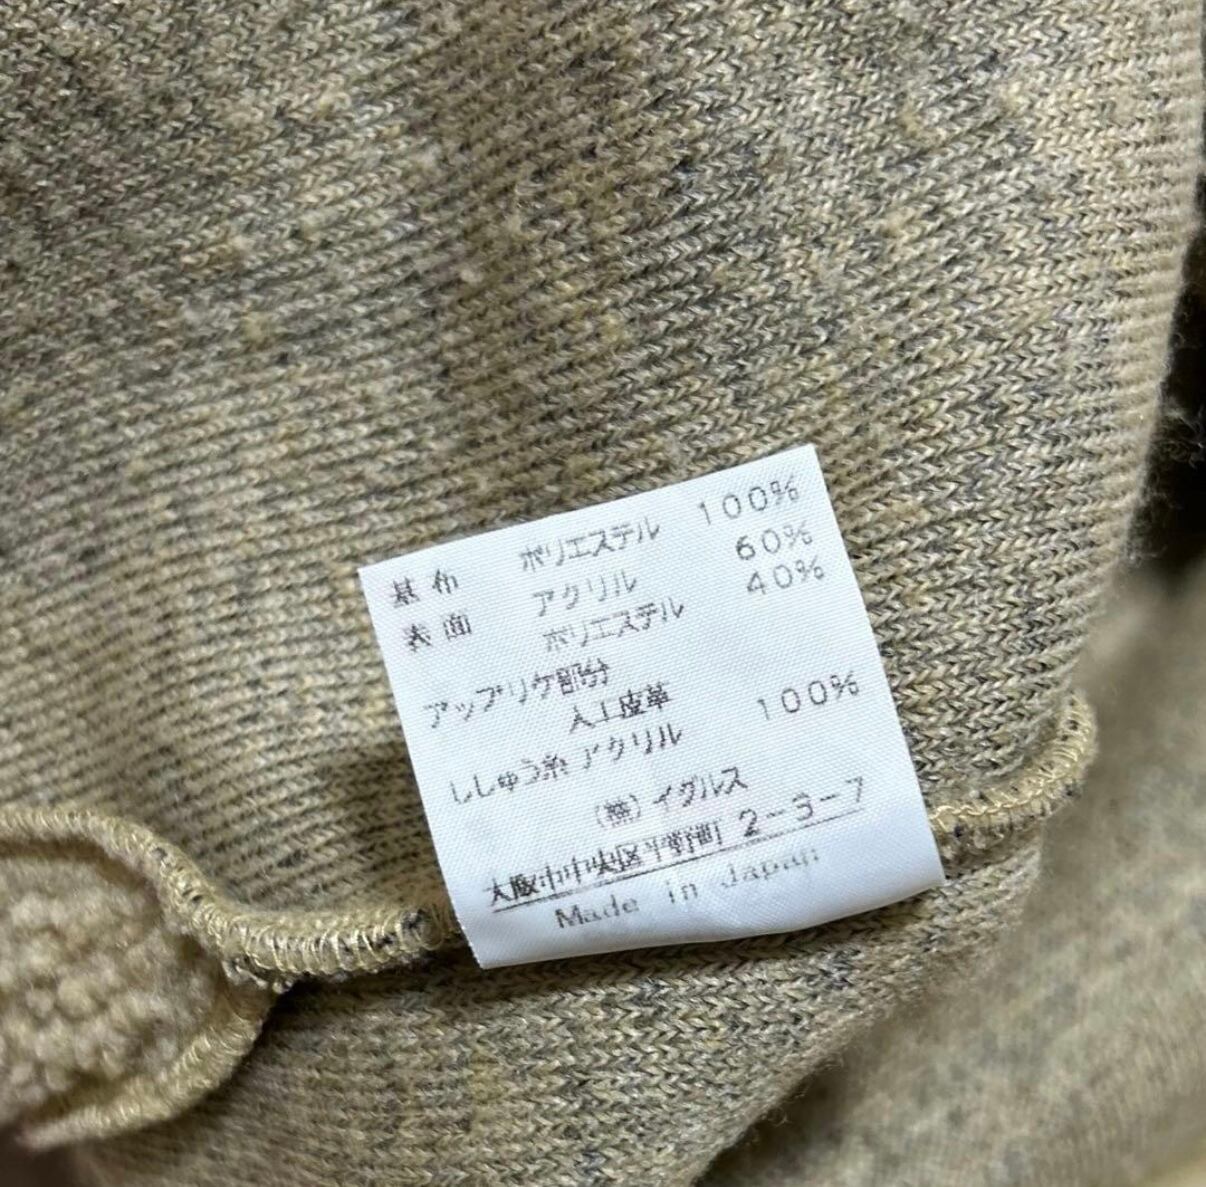 基布 ポリエステル 100%
表面 アクリル 60%
ポリエステル 40%
アップリケ部分
人工皮革
ししゅう糸 アクリル 100%
(株)イグルス
大阪市中央区平野町 2-3-7
Made in Japan